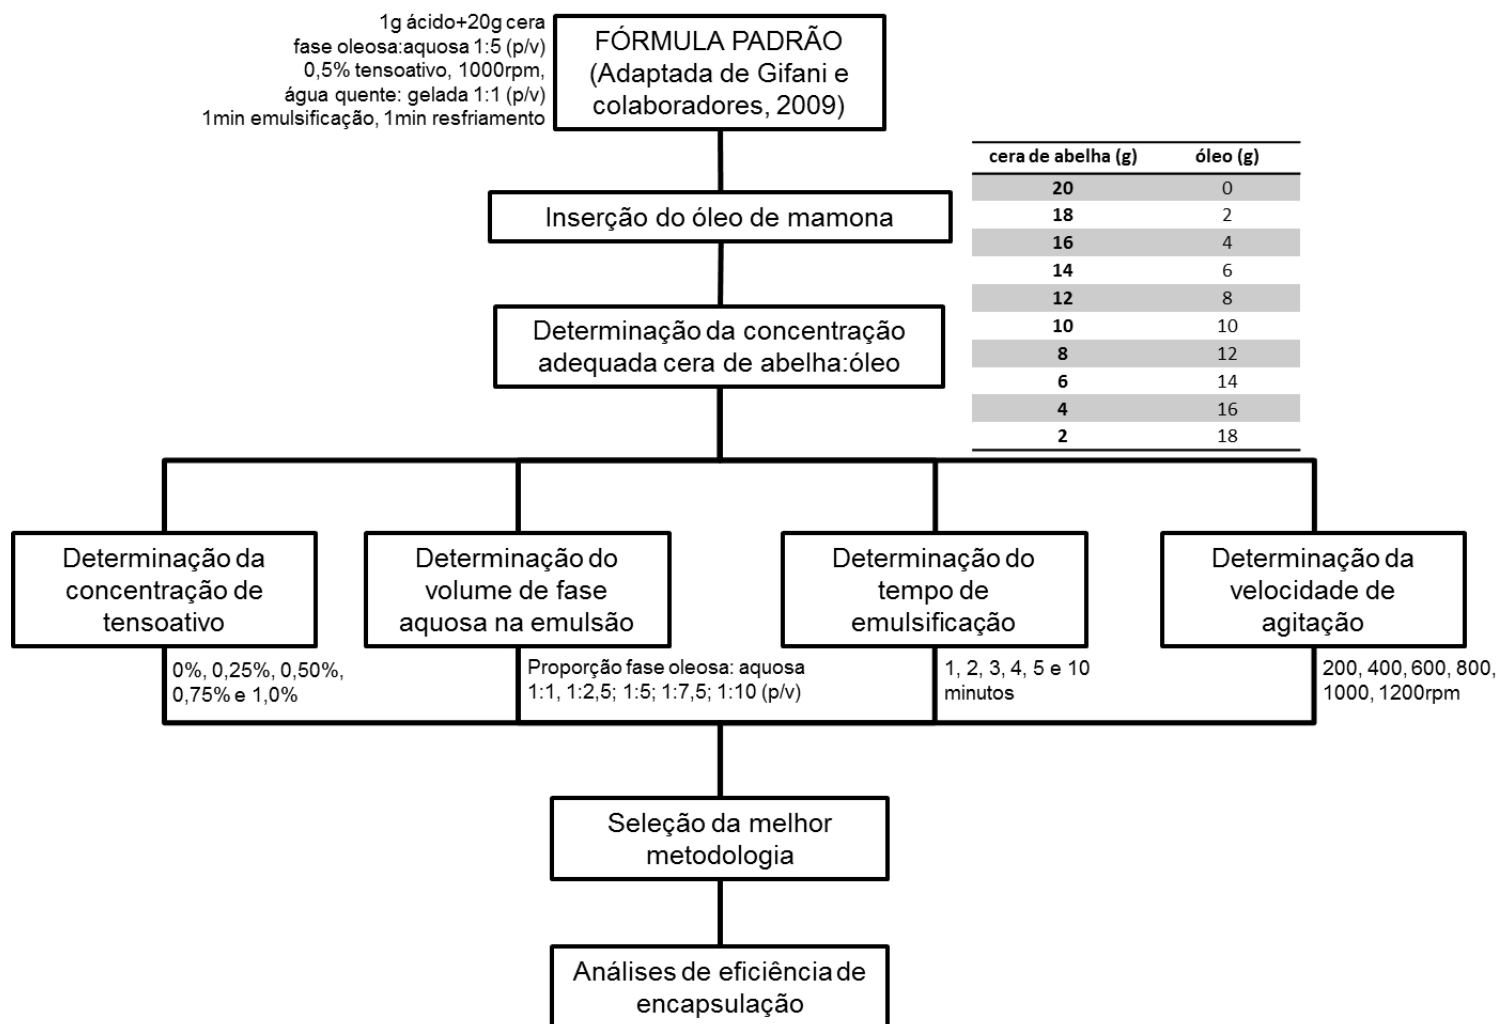 1g ácido+20g cera
fase oleosa:aquosa 1:5 (p/v)
0,5% tensoativo, 1000rpm,
água quente: gelada 1:1 (p/v)
1min emulsificação, 1min resfriamento
FÓRMULA PADRÃO
(Adaptada de Gifani e
colaboradores, 2009)
Inserção do óleo de mamona
Determinação da concentração
adequada cera de abelha:óleo
cera de abelha (g) óleo (g)
20 0
18 2
16 4
14 6
12 8
10 10
8 12
6 14
4 16
2 18
Determinação da
concentração de
tensoativo
0%, 0,25%, 0,50%,
0,75% e 1,0%
Determinação do
volume de fase
aquosa na emulsão
Proporção fase oleosa: aquosa
1:1, 1:2,5; 1:5; 1:7,5; 1:10 (p/v)
Determinação do
tempo de
emulsificação
1, 2, 3, 4, 5 e 10
minutos
Determinação da
velocidade de
agitação
200, 400, 600, 800,
1000, 1200rpm
Seleção da melhor
metodologia
Análises de eficiência de
encapsulação